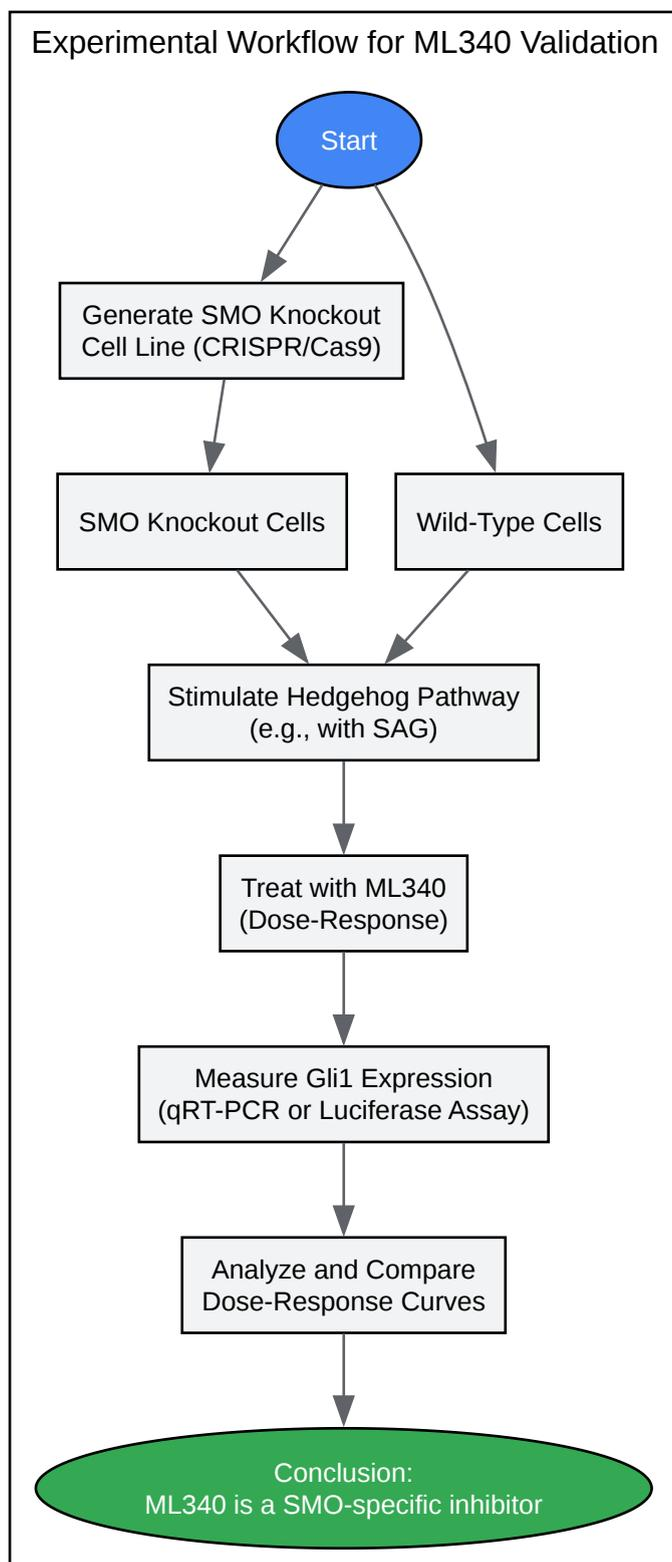 Experimental Workflow for ML340 Validation
Start
Generate SMO Knockout
Cell Line (CRISPR/Cas9)
SMO Knockout Cells
Wild-Type Cells
Stimulate Hedgehog Pathway
(e.g., with SAG)
Treat with ML340
(Dose-Response)
Measure Gli1 Expression
(qRT-PCR or Luciferase Assay)
Analyze and Compare
Dose-Response Curves
Conclusion:
ML340 is a SMO-specific inhibitor